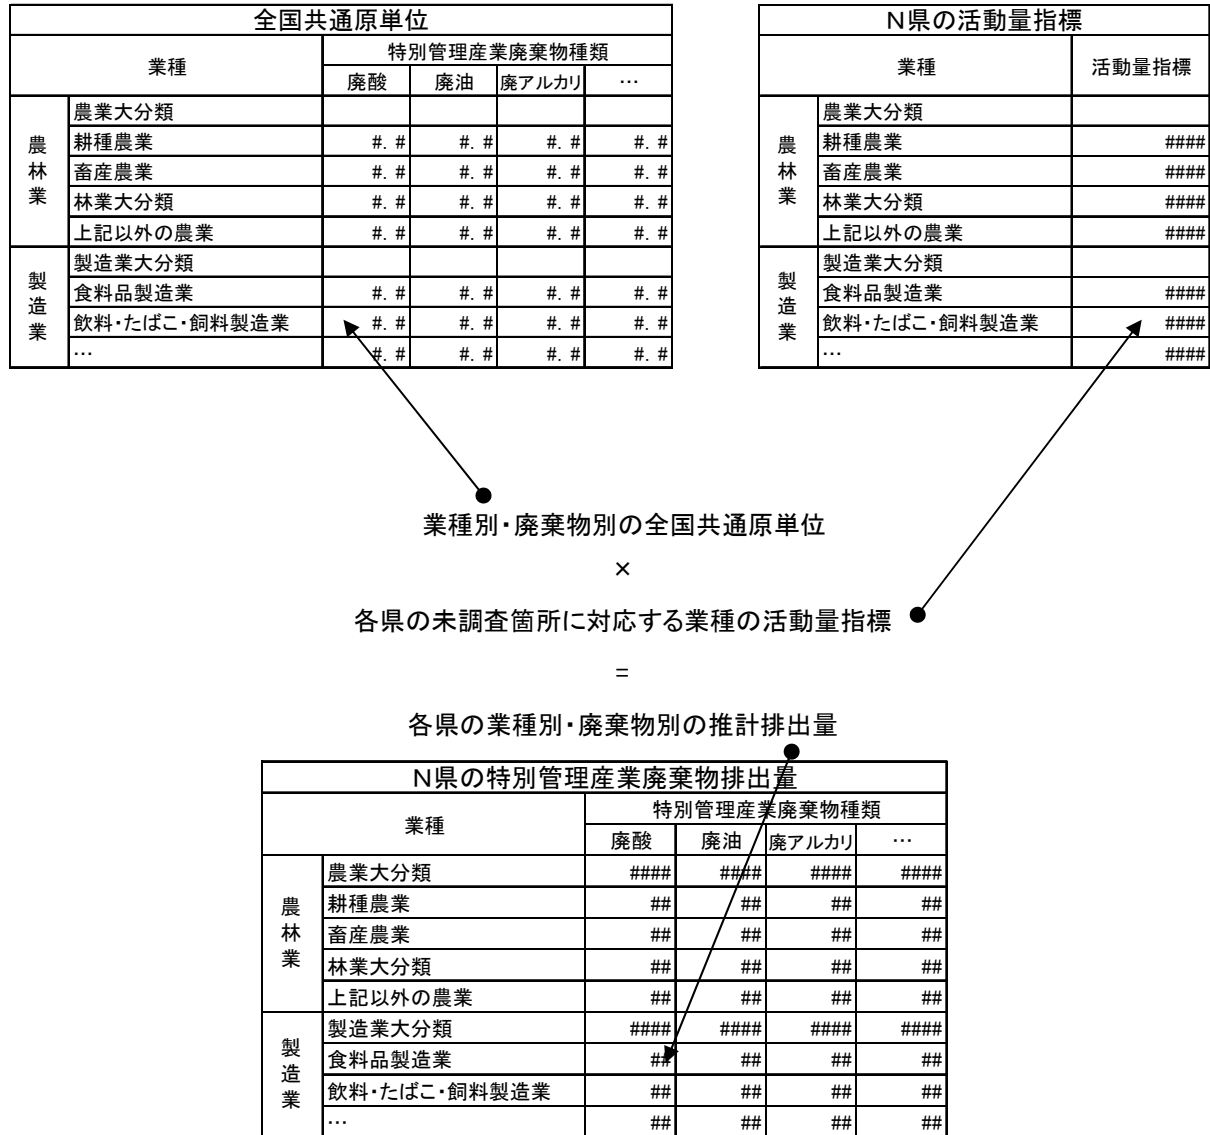 全国共通原単位
業種 特別管理産業廃棄物種類
廃酸 廃油 廃アルカリ …
農林業
農業大分類
耕種農業 #. # #. # #. # #. #
畜産農業 #. # #. # #. # #. #
林業大分類 #. # #. # #. # #. #
上記以外の農業 #. # #. # #. # #. #
製造業
製造業大分類
食料品製造業 #. # #. # #. # #. #
飲料・たばこ・飼料製造業 #. # #. # #. # #. #
… #. # #. # #. # #. #
N県の活動量指標
業種 活動量指標
農林業
農業大分類
耕種農業 ####
畜産農業 ####
林業大分類 ####
上記以外の農業 ####
製造業
製造業大分類
食料品製造業 ####
飲料・たばこ・飼料製造業 ####
… ####
業種別・廃棄物別の全国共通原単位
×
各県の未調査箇所に対応する業種の活動量指標
=
各県の業種別・廃棄物別の推計排出量
N県の特別管理産業廃棄物排出量
業種 特別管理産業廃棄物種類
廃酸 廃油 廃アルカリ …
農林業
農業大分類 #### #### #### ####
耕種農業 ## ## ## ##
畜産農業 ## ## ## ##
林業大分類 ## ## ## ##
上記以外の農業 ## ## ## ##
製造業
製造業大分類 #### #### #### ####
食料品製造業 ## ## ## ##
飲料・たばこ・飼料製造業 ## ## ## ##
… ## ## ## ##